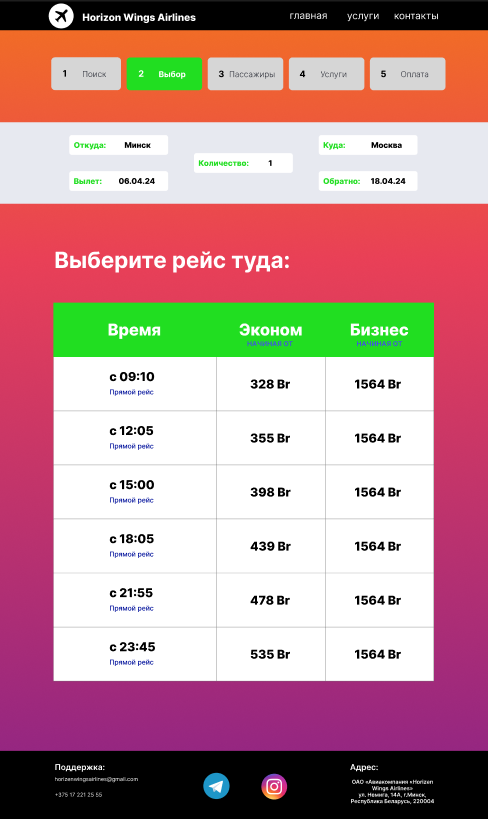 Horizon Wings Airlines
главная услуги контакты
1 Поиск
2 Выбор
3 Пассажиры
4 Услуги
5 Оплата
Откуда: Минск
Куда: Москва
Количество: 1
Вылет: 06.04.24
Обратно: 18.04.24
Выберите рейс туда:
Время Эконом Бизнес
НАЧИНАЯ ОТ НАЧИНАЯ ОТ
с 09:10
Прямой рейс
328 Br 1564 Br
с 12:05
Прямой рейс
355 Br 1564 Br
с 15:00
Прямой рейс
398 Br 1564 Br
с 18:05
Прямой рейс
439 Br 1564 Br
с 21:55
Прямой рейс
478 Br 1564 Br
с 23:45
Прямой рейс
535 Br 1564 Br
Поддержка:
horizenwingsairlines@gmail.com
+375 17 221 25 55
Адрес:
ОАО «Авиакомпания «Horizen
Wings Airlines»
ул. Немига, 14А, г.Минск,
Республика Беларусь, 220004